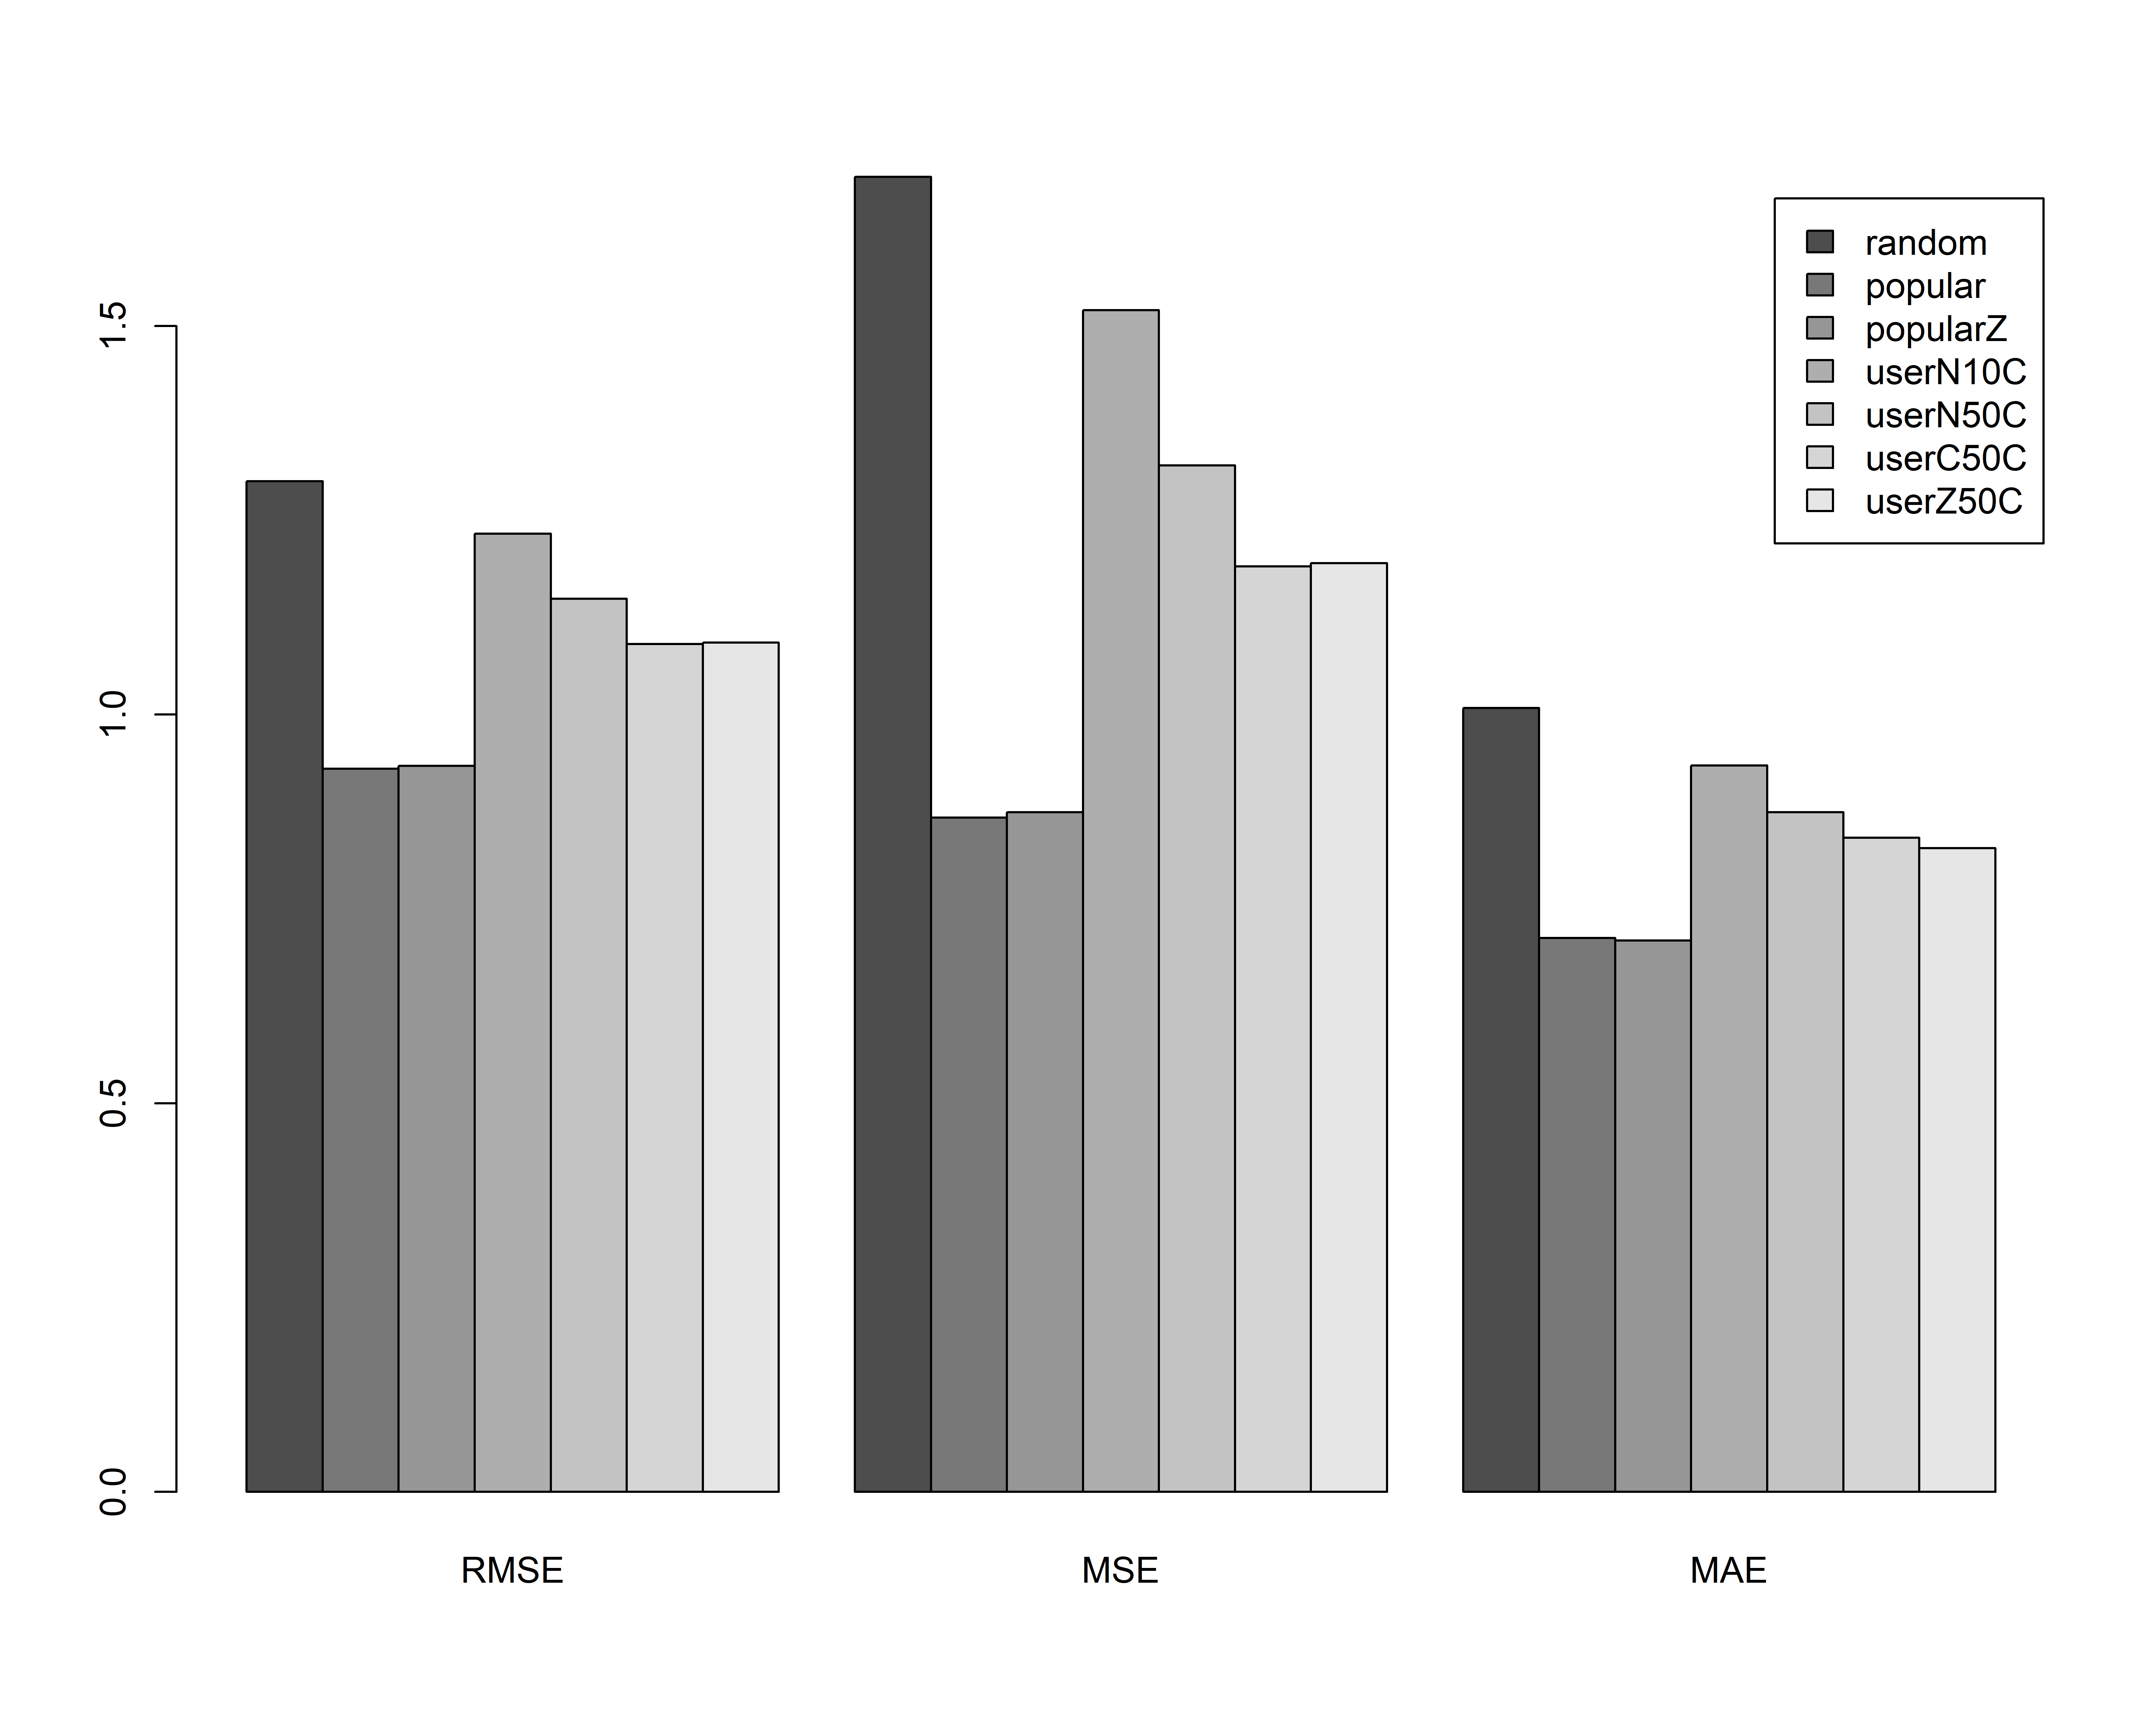 1.5
1.0
0.5
0.0
random
popular
popularZ
userN10C
userN50C
userC50C
userZ50C
RMSE MSE MAE